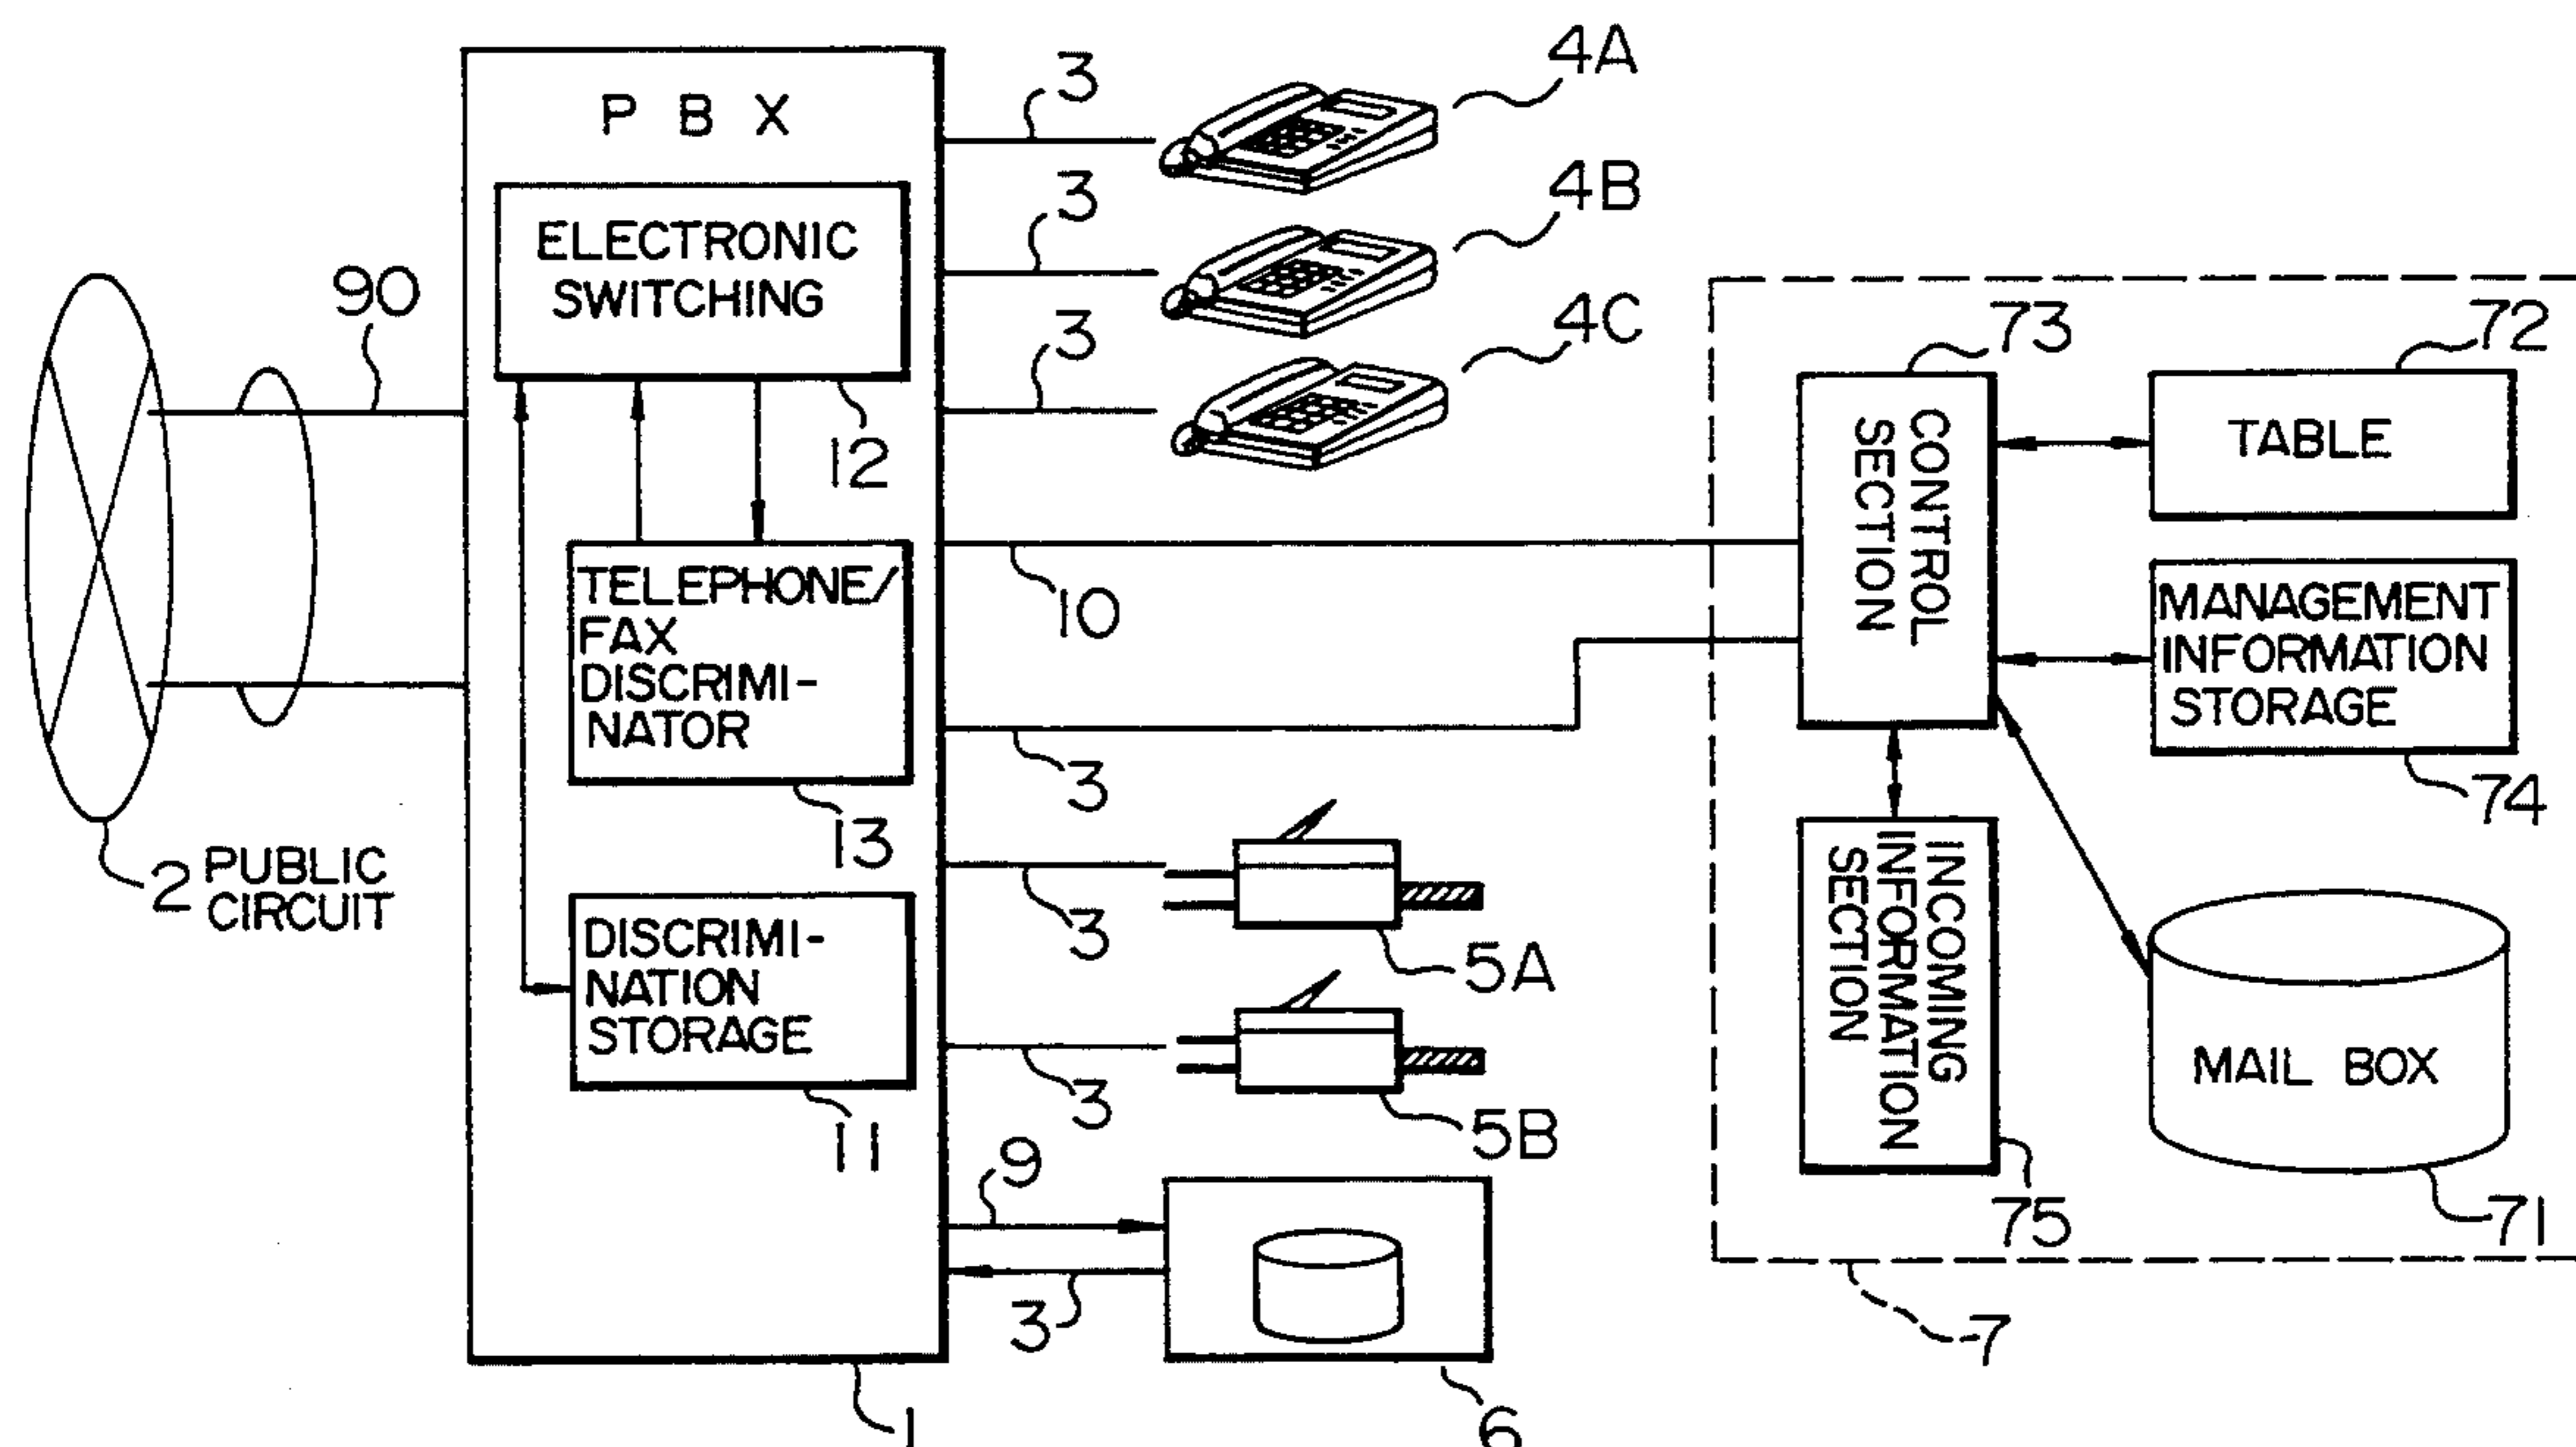 P B X
ELECTRONIC
SWITCHING
12
TELEPHONE/
FAX
DISCRIMI-
NATOR
13
DISCRIMI-
NATION
STORAGE
11
1
90
2 PUBLIC
CIRCUIT
3
4A
3
4B
3
4C
10
3
3
5A
3
5B
9
3
6
73
CONTROL
SECTION
72
TABLE
MANAGEMENT
INFORMATION
STORAGE
74
INCOMING
INFORMATION
SECTION
75
MAIL BOX
71
7